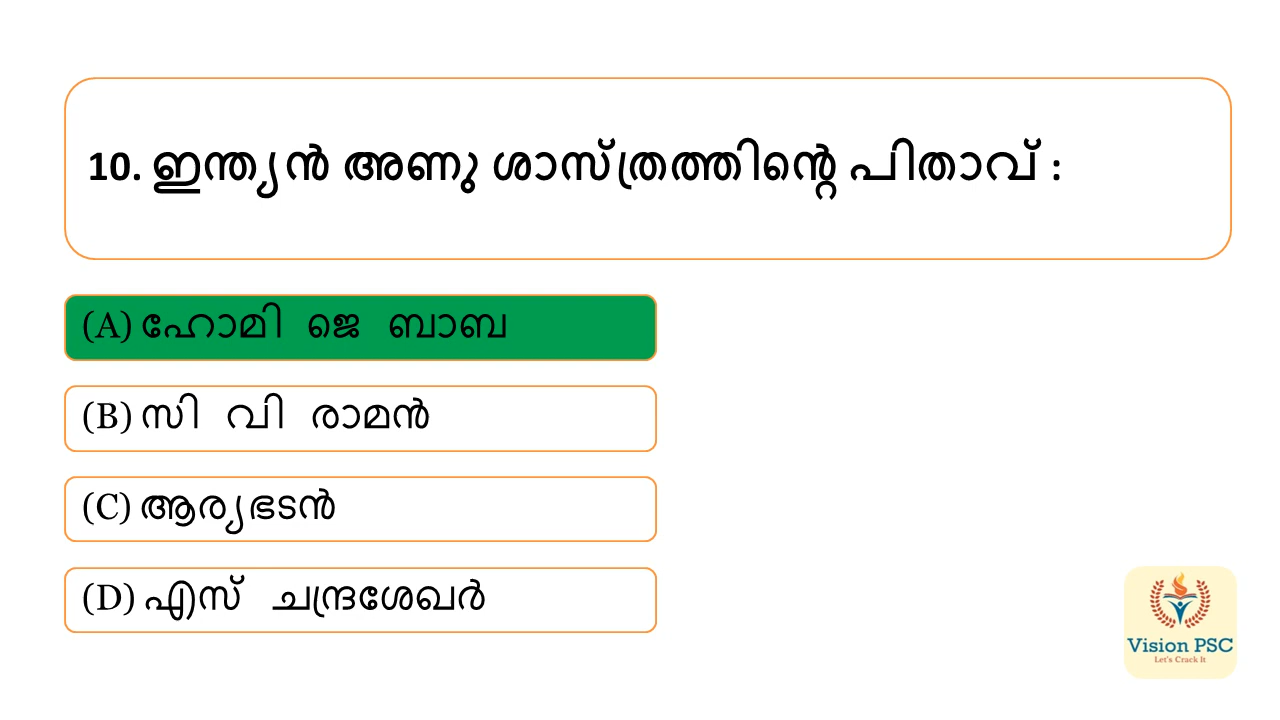 10. ഇന്ത്യൻ അണു ശാസ്ത്രത്തിന്റെ പിതാവ് :
(A) ഹോമി ജെ ബാബ
(B) സി വി രാമൻ
(C) ആര്യഭടൻ
(D) എസ് ചന്ദ്രശേഖർ
Vision PSC
Let's Crack It